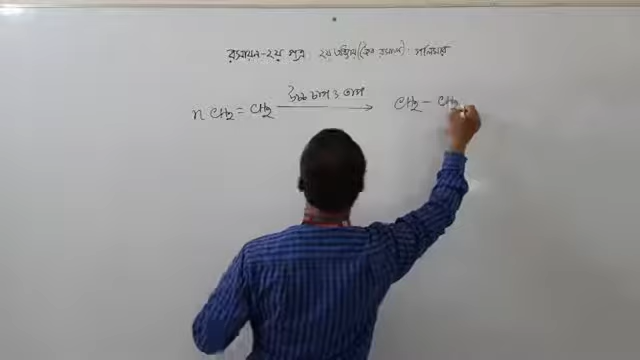 রসায়ন-২য় পত্র : ২য় অধ্যায় (জৈব রসায়ন) : পলিমার
উচ্চ চাপ ও তাপ
n CH2 = CH2 ⟶ CH2 – CH2